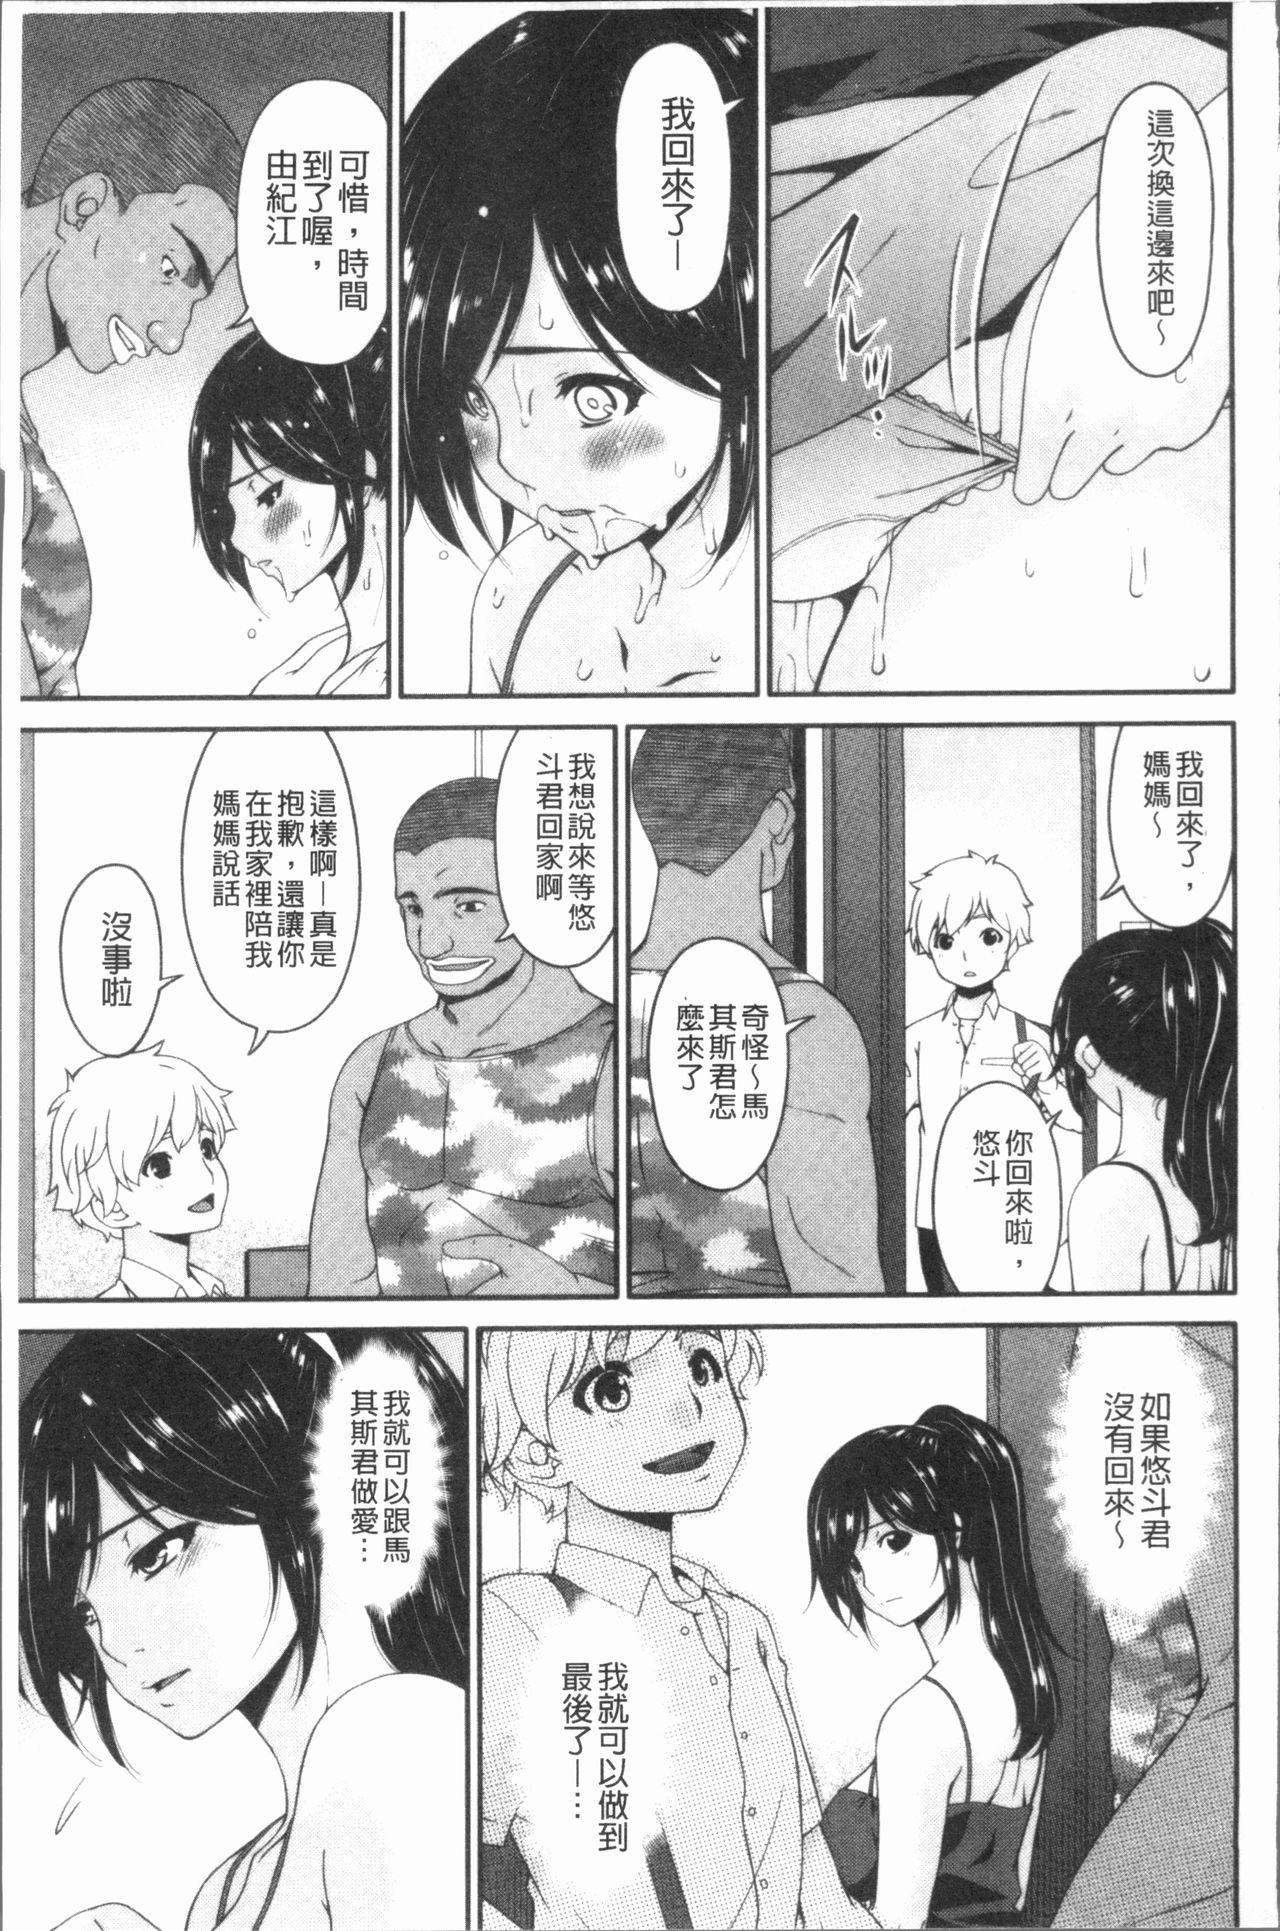 這次換這邊來吧～
ズルッ…
我回來了—
可惜，時間
到了喔，
由紀江
我回來了，
媽媽～
你回來啦，
悠斗
奇怪～馬
其斯君怎
麼來了
我想說來等悠
斗君回家啊
這樣啊—真是
抱歉，還讓你
在我家裡陪我
媽媽說話
沒事啦
如果悠斗君
沒有回來～
我就可以做到
最後了—…
我就可以跟馬
其斯君做愛…